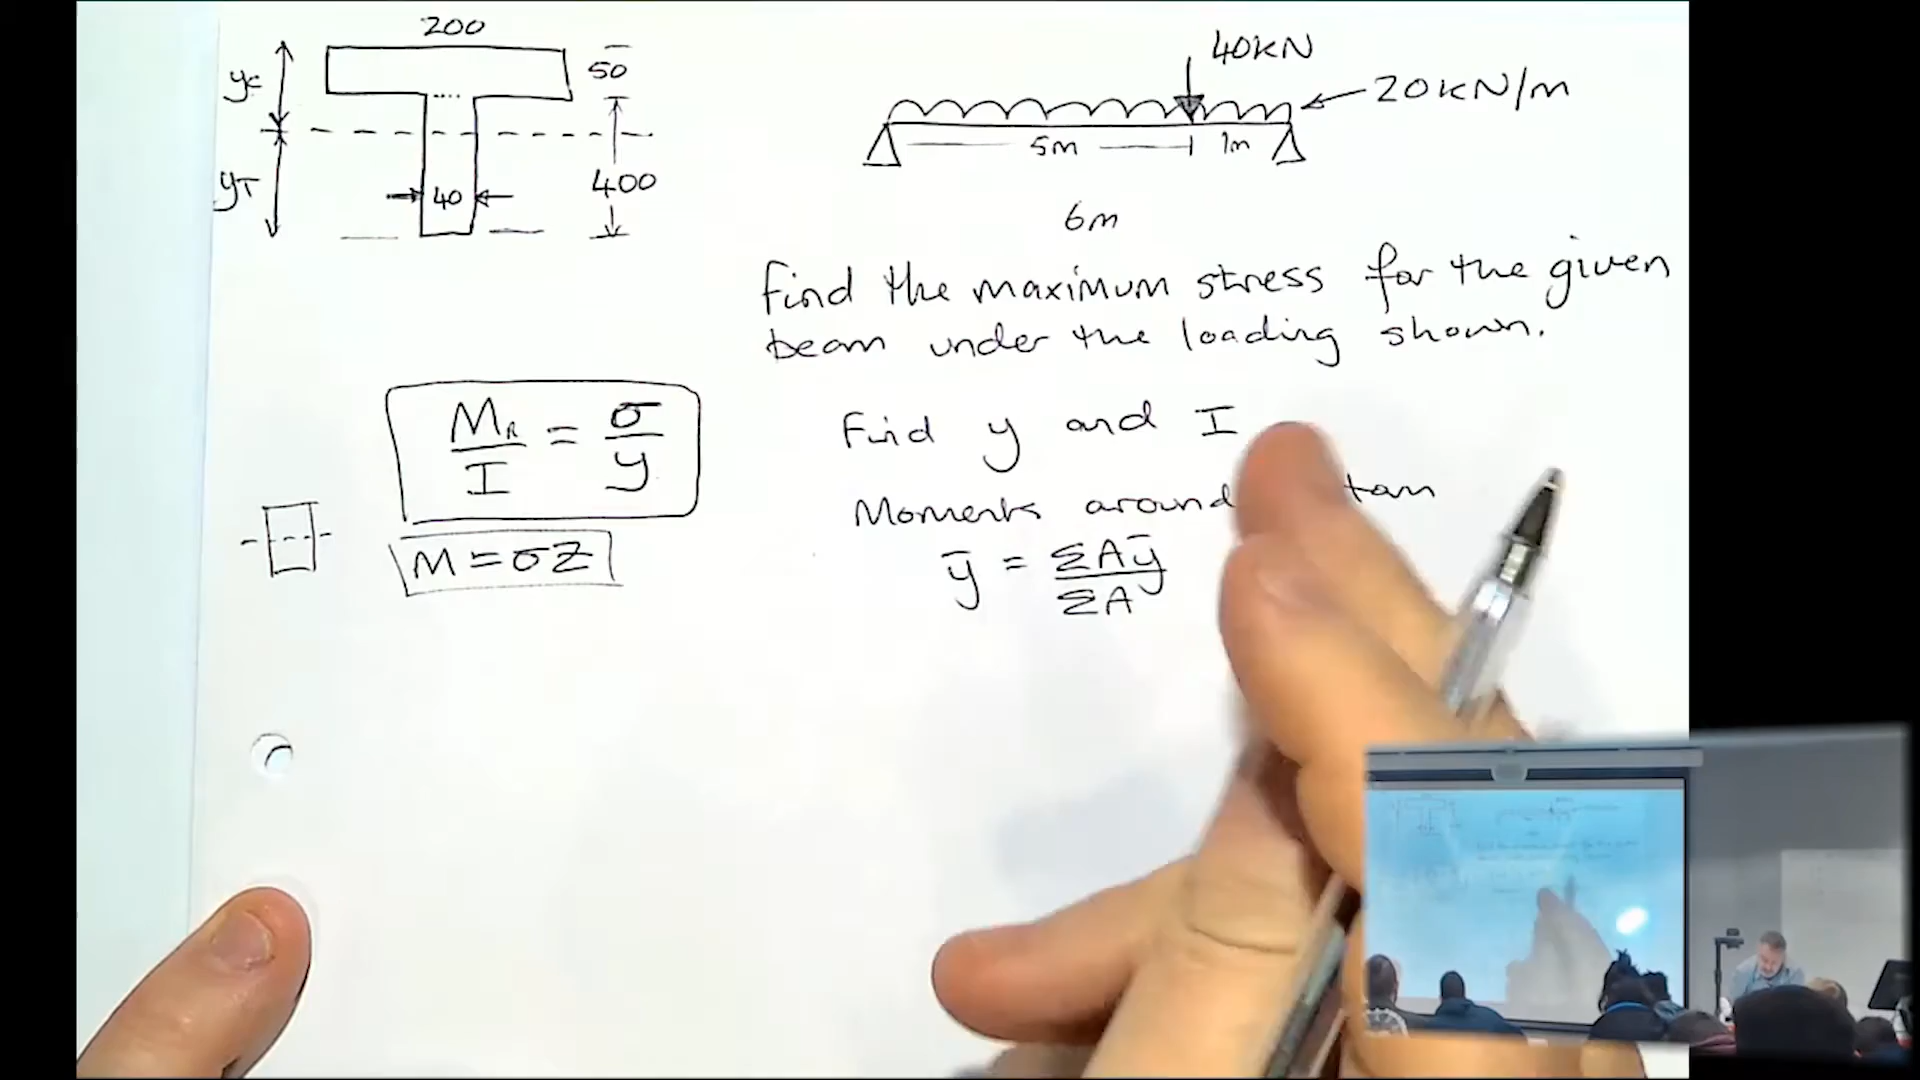 200
50
yc
yT
40
400
40KN
20KN/m
5m
1m
6m
Find the maximum stress for the given
beam under the loading shown.
M_R/I = σ/y
M = σZ
Find y and I
Moments around
ȳ = ΣAȳ/ΣA